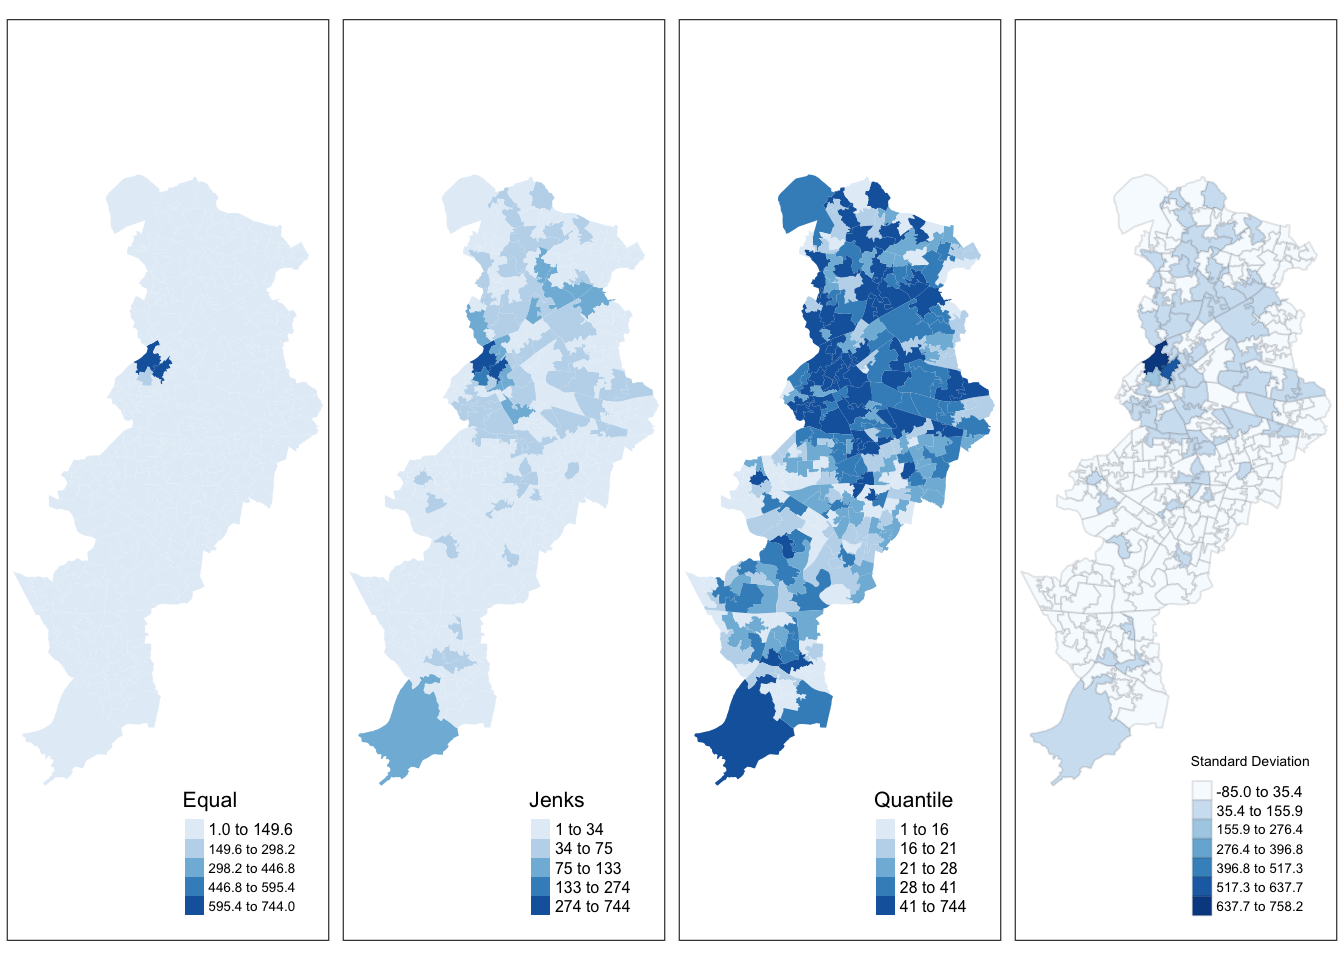 Equal
1.0 to 149.6
149.6 to 298.2
298.2 to 446.8
446.8 to 595.4
595.4 to 744.0
Jenks
1 to 34
34 to 75
75 to 133
133 to 274
274 to 744
Quantile
1 to 16
16 to 21
21 to 28
28 to 41
41 to 744
Standard Deviation
-85.0 to 35.4
35.4 to 155.9
155.9 to 276.4
276.4 to 396.8
396.8 to 517.3
517.3 to 637.7
637.7 to 758.2